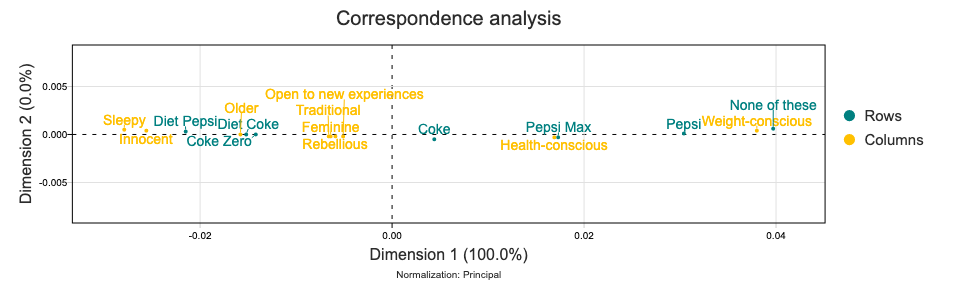 Correspondence analysis
Dimension 2 (0.0%)
0.005
0.000
-0.005
Sleepy
Innocent
Diet Pepsi
Older
Diet Coke
Coke Zero
Open to new experiences
Traditional
Feminine
Rebellious
Coke
Pepsi Max
Health-conscious
None of these
Pepsi
Weight-conscious
Rows
Columns
-0.02
0.00
0.02
0.04
Dimension 1 (100.0%)
Normalization: Principal